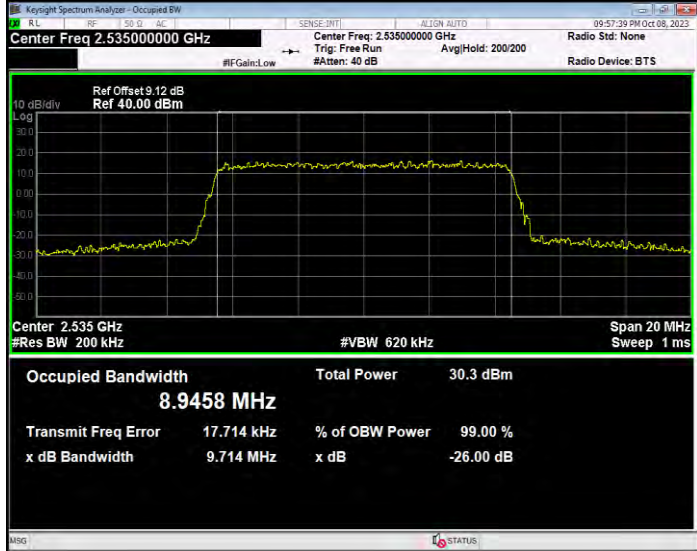 Keysight Spectrum Analyzer - Occupied BW
RL RF 50 Ω AC SENSE:INT ALIGN AUTO 09:57:39 PM Oct 08, 2023
Center Freq 2.535000000 GHz Center Freq: 2.535000000 GHz Radio Std: None
Trig: Free Run Avg|Hold: 200/200
#IFGain:Low #Atten: 40 dB Radio Device: BTS
Ref Offset 9.12 dB
10 dB/div Ref 40.00 dBm
Log
30.0
20.0
10.0
0.00
-10.0
-20.0
-30.0
-40.0
-50.0
Center 2.535 GHz Span 20 MHz
#Res BW 200 kHz #VBW 620 kHz Sweep 1 ms
Occupied Bandwidth Total Power 30.3 dBm
8.9458 MHz
Transmit Freq Error 17.714 kHz % of OBW Power 99.00 %
x dB Bandwidth 9.714 MHz x dB -26.00 dB
MSG STATUS